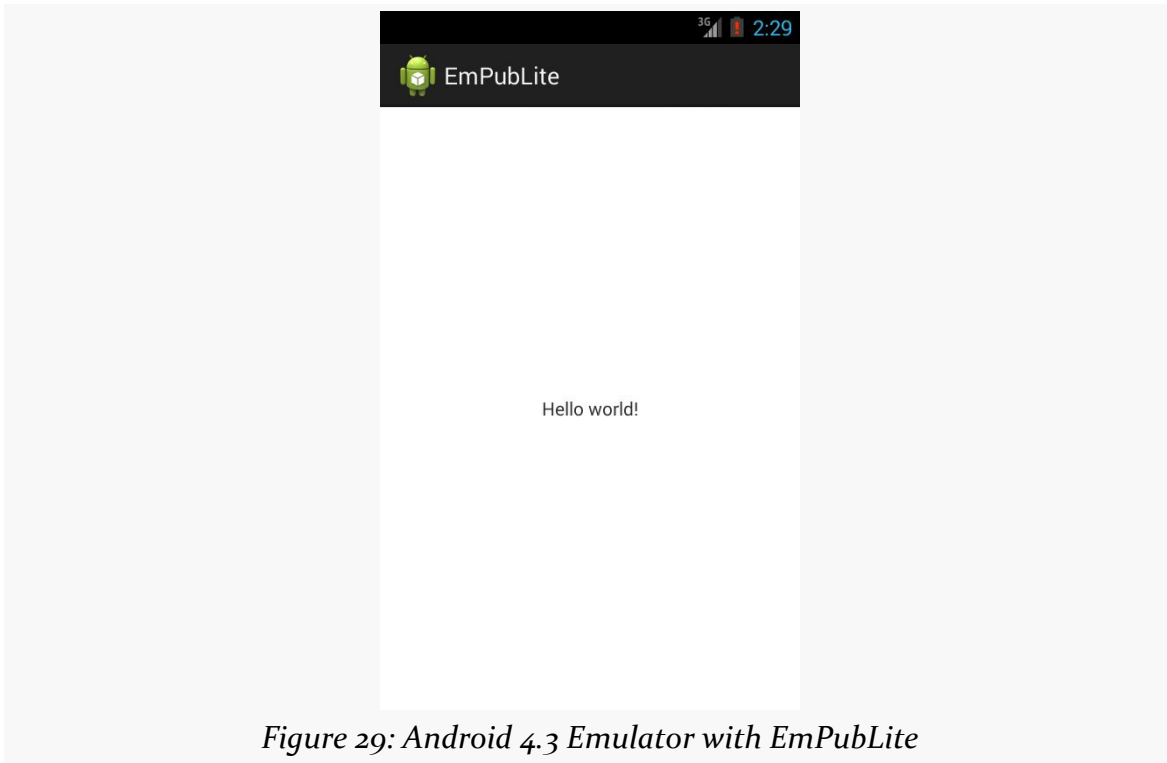 3G 2:29
EmPubLite
Hello world!
Figure 29: Android 4.3 Emulator with EmPubLite